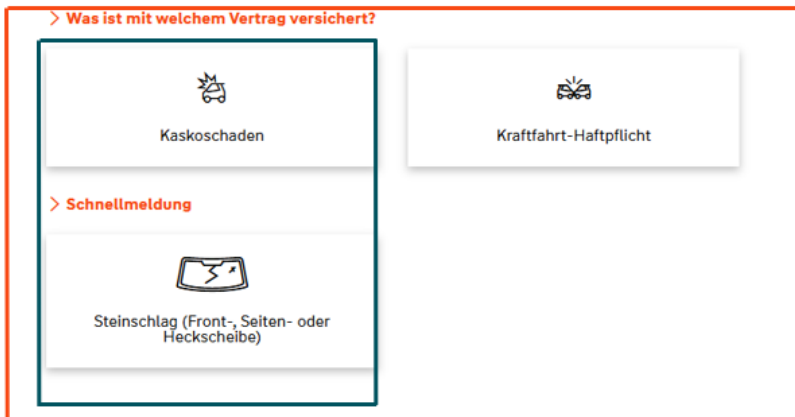 Was ist mit welchem Vertrag versichert?
Kaskoschaden
Kraftfahrt-Haftpflicht
Schnellmeldung
Steinschlag (Front-, Seiten- oder
Heckscheibe)